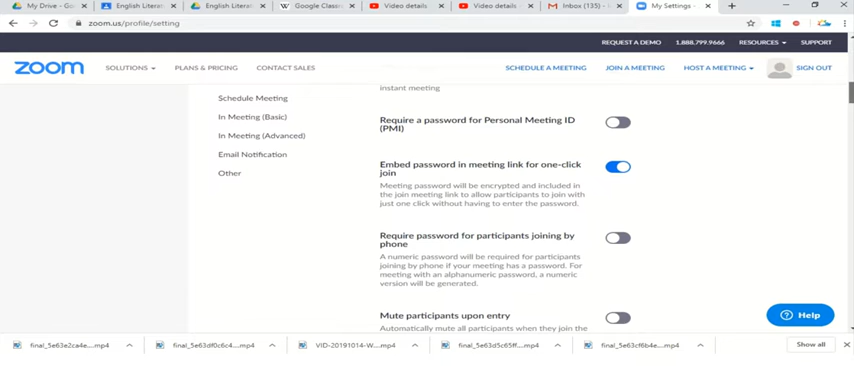 My Drive - Goo
English Literat
English Literat
Google Classro
Video details
Video details
Inbox (135) -
My Settings -
zoom.us/profile/setting
REQUEST A DEMO 1.888.799.9666 RESOURCES SUPPORT
zoom SOLUTIONS PLANS & PRICING CONTACT SALES SCHEDULE A MEETING JOIN A MEETING HOST A MEETING SIGN OUT
instant meeting
Schedule Meeting
In Meeting (Basic)
In Meeting (Advanced)
Email Notification
Other
Require a password for Personal Meeting ID
(PMI)
Embed password in meeting link for one-click
join
Meeting password will be encrypted and included in
the join meeting link to allow participants to join with
just one click without having to enter the password.
Require password for participants joining by
phone
A numeric password will be required for participants
joining by phone if your meeting has a password. For
meeting with an alphanumeric password, a numeric
version will be generated.
Mute participants upon entry
Automatically mute all participants when they join the
Help
final_5e63e2ca4e....mp4
final_5e63df0c6c4....mp4
VID-20191014-W....mp4
final_5e63d5c65ff....mp4
final_5e63cf6b4e....mp4
Show all